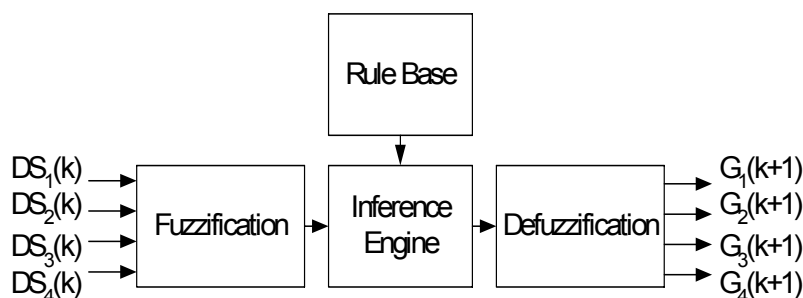 Rule Base
DS₁(k)
DS₂(k)
DS₃(k)
DS₄(k)
Fuzzification
Inference
Engine
Defuzzification
G₁(k+1)
G₂(k+1)
G₃(k+1)
G₄(k+1)